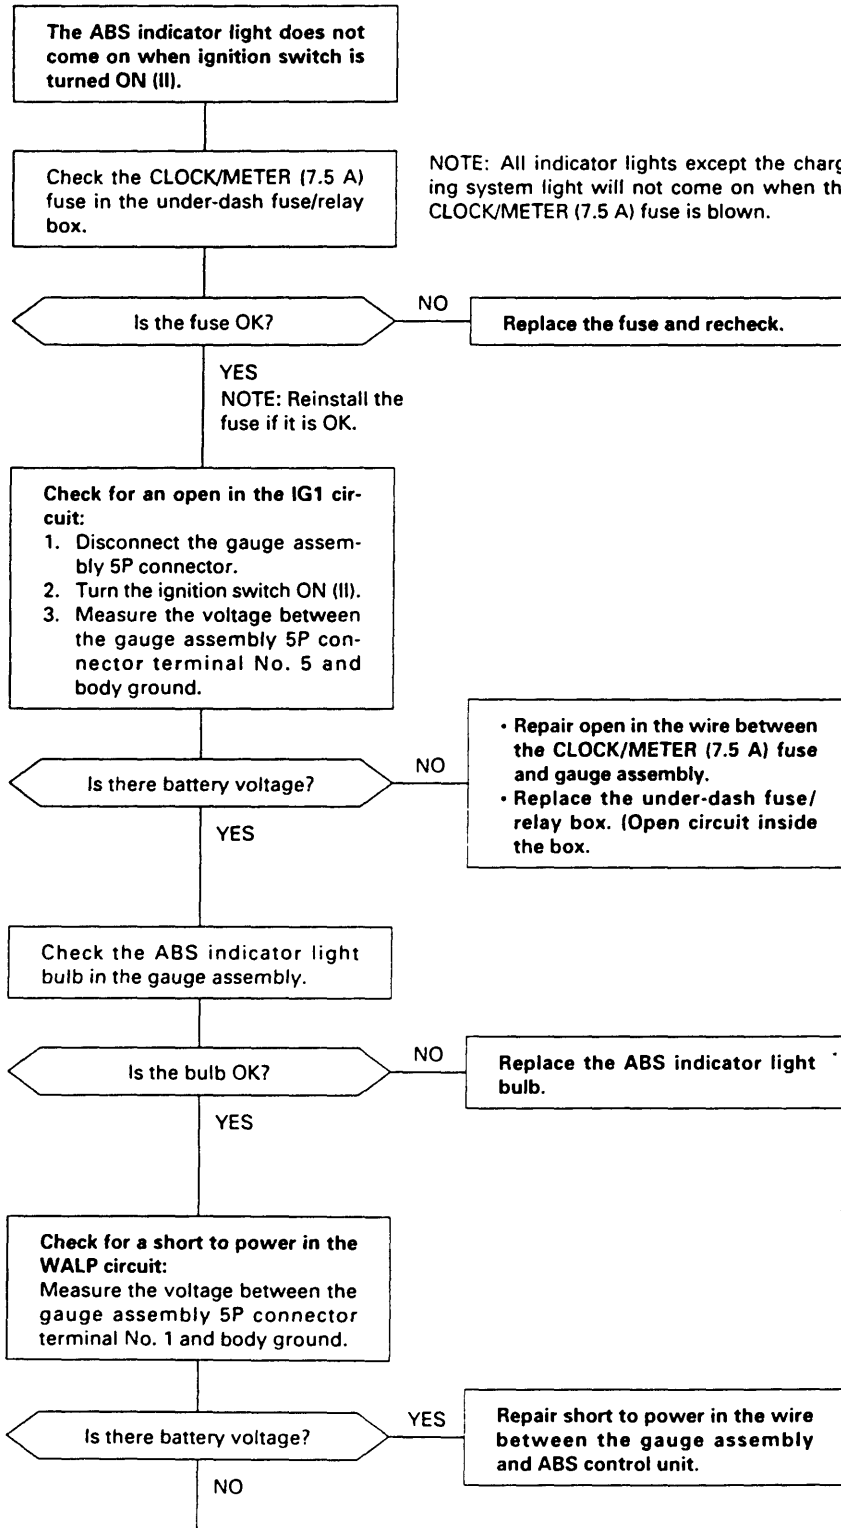 The ABS indicator light does not
come on when ignition switch is
turned ON (II).
Check the CLOCK/METER (7.5 A)
fuse in the under-dash fuse/relay
box.
NOTE: All indicator lights except the charg
ing system light will not come on when th
CLOCK/METER (7.5 A) fuse is blown.
Is the fuse OK?
NO
Replace the fuse and recheck.
YES
NOTE: Reinstall the
fuse if it is OK.
Check for an open in the IG1 cir-
cuit:
1. Disconnect the gauge assem-
bly 5P connector.
2. Turn the ignition switch ON (II).
3. Measure the voltage between
the gauge assembly 5P con-
nector terminal No. 5 and
body ground.
Is there battery voltage?
NO
• Repair open in the wire between
the CLOCK/METER (7.5 A) fuse
and gauge assembly.
• Replace the under-dash fuse/
relay box. (Open circuit inside
the box.
YES
Check the ABS indicator light
bulb in the gauge assembly.
Is the bulb OK?
NO
Replace the ABS indicator light
bulb.
YES
Check for a short to power in the
WALP circuit:
Measure the voltage between the
gauge assembly 5P connector
terminal No. 1 and body ground.
Is there battery voltage?
YES
Repair short to power in the wire
between the gauge assembly
and ABS control unit.
NO